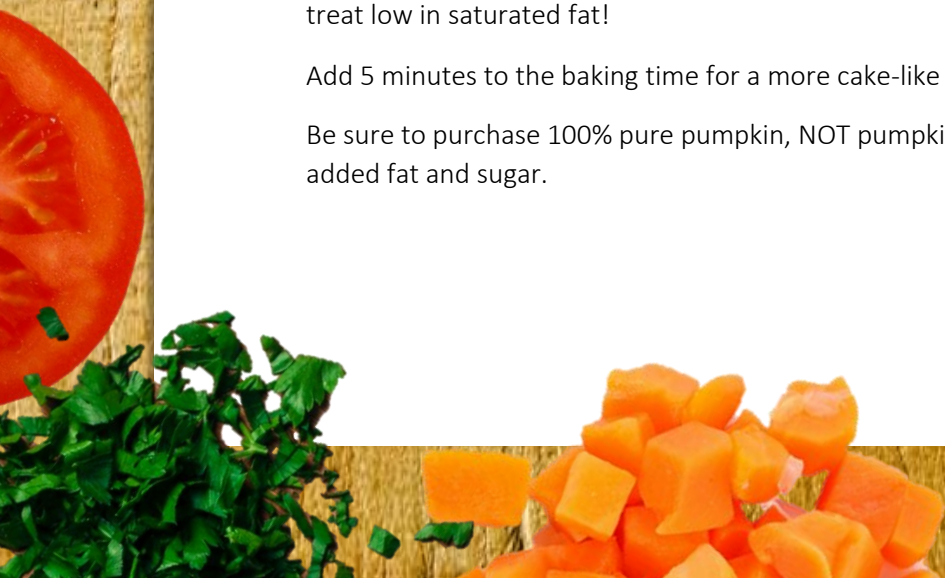 treat low in saturated fat!
Add 5 minutes to the baking time for a more cake-like
Be sure to purchase 100% pure pumpkin, NOT
added fat and sugar.